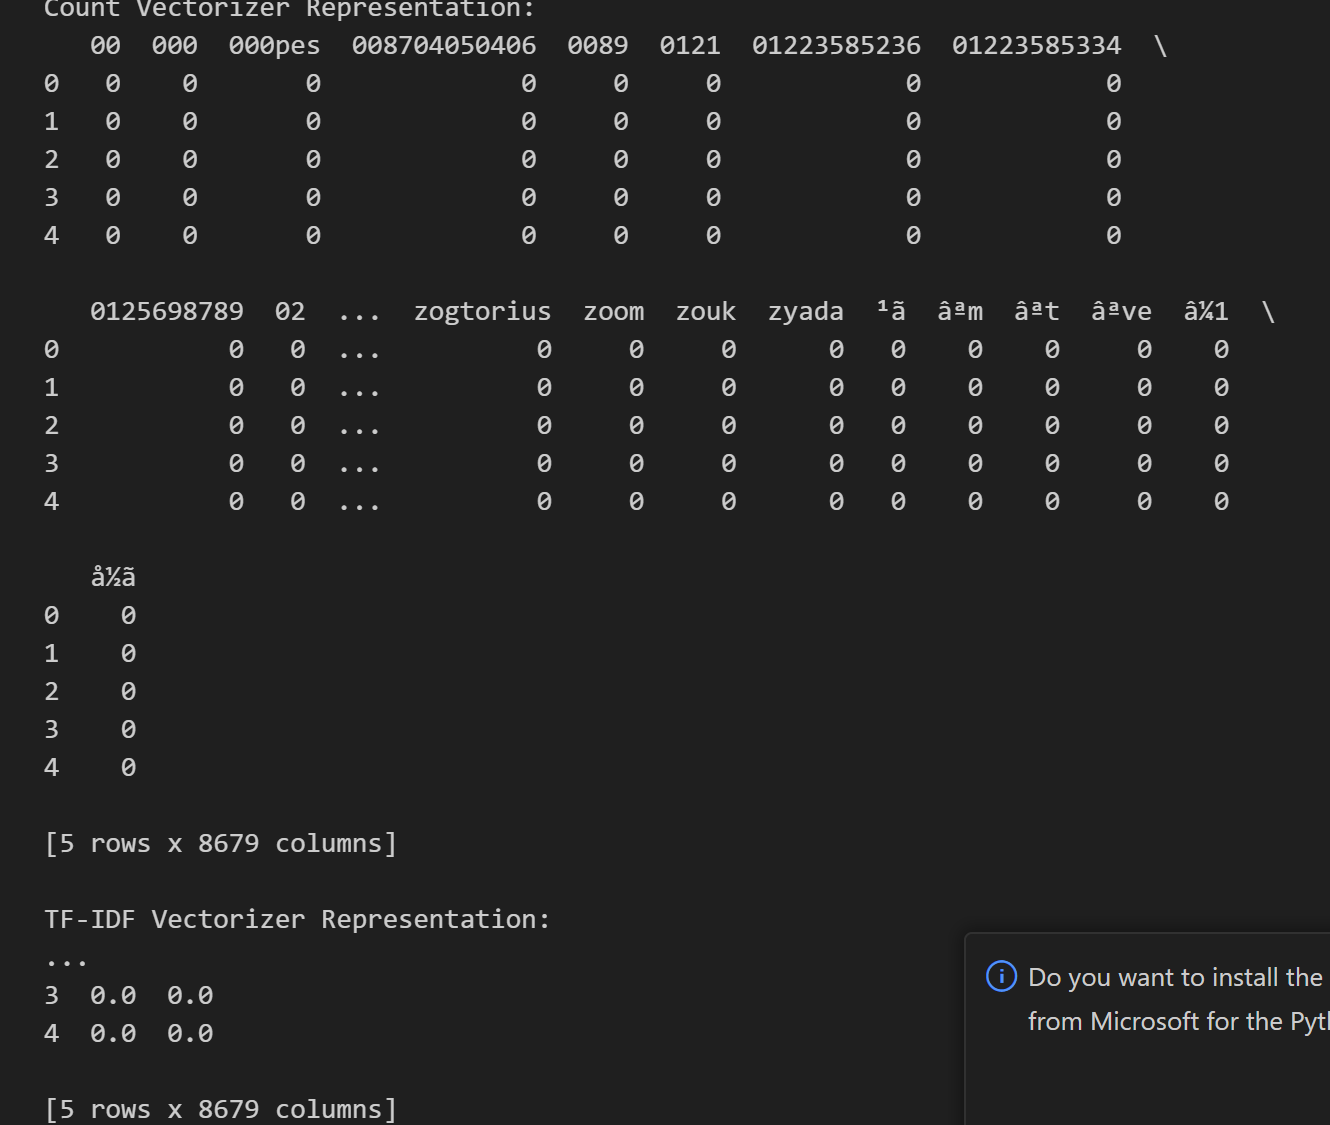 Count Vectorizer Representation:
00 000 000pes 008704050406 0089 0121 01223585236 01223585334 \
0 0 0 0 0 0 0 0 0
1 0 0 0 0 0 0 0 0
2 0 0 0 0 0 0 0 0
3 0 0 0 0 0 0 0 0
4 0 0 0 0 0 0 0 0
0125698789 02 ... zogtorius zoom zouk zyada ¹ã âªm âªt âªve â¼1 \
0 0 0 ... 0 0 0 0 0 0 0 0 0
1 0 0 ... 0 0 0 0 0 0 0 0 0
2 0 0 ... 0 0 0 0 0 0 0 0 0
3 0 0 ... 0 0 0 0 0 0 0 0 0
4 0 0 ... 0 0 0 0 0 0 0 0 0
å½ã
0 0
1 0
2 0
3 0
4 0
[5 rows x 8679 columns]
TF-IDF Vectorizer Representation:
...
3 0.0 0.0
4 0.0 0.0
[5 rows x 8679 columns]
Do you want to install the
from Microsoft for the